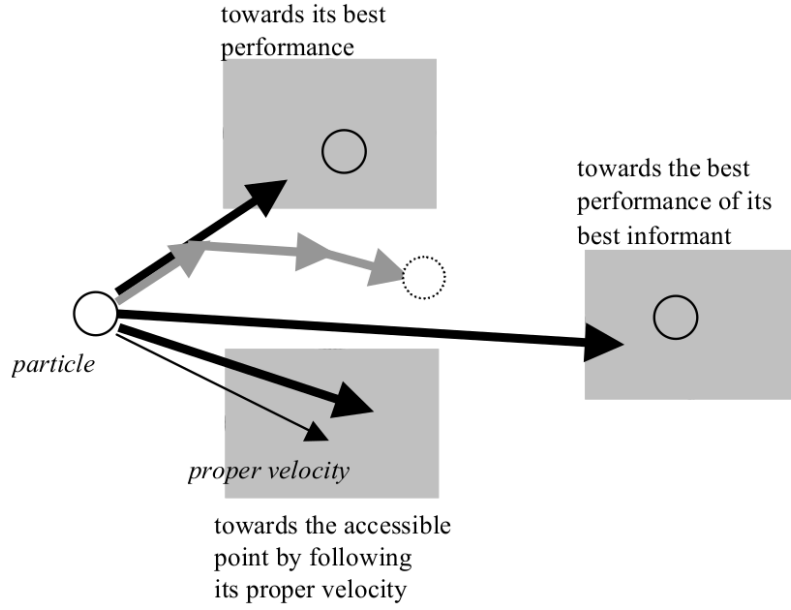 towards its best
performance
towards the best
performance of its
best informant
particle
proper velocity
towards the accessible
point by following
its proper velocity